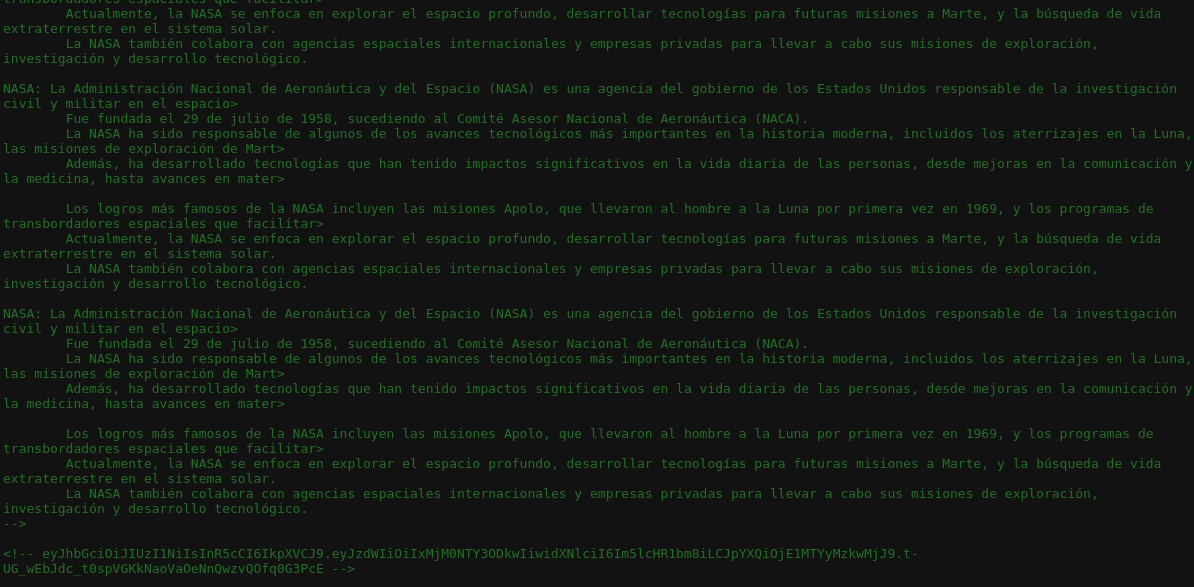 transbordadores espaciales que facilitar>
Actualmente, la NASA se enfoca en explorar el espacio profundo, desarrollar tecnologías para futuras misiones a Marte, y la búsqueda de vida
extraterrestre en el sistema solar.
La NASA también colabora con agencias espaciales internacionales y empresas privadas para llevar a cabo sus misiones de exploración,
investigación y desarrollo tecnológico.
NASA: La Administración Nacional de Aeronáutica y del Espacio (NASA) es una agencia del gobierno de los Estados Unidos responsable de la investigación
civil y militar en el espacio>
Fue fundada el 29 de julio de 1958, sucediendo al Comité Asesor Nacional de Aeronáutica (NACA).
La NASA ha sido responsable de algunos de los avances tecnológicos más importantes en la historia moderna, incluidos los aterrizajes en la Luna,
las misiones de exploración de Mart>
Además, ha desarrollado tecnologías que han tenido impactos significativos en la vida diaria de las personas, desde mejoras en la comunicación y
la medicina, hasta avances en mater>
Los logros más famosos de la NASA incluyen las misiones Apolo, que llevaron al hombre a la Luna por primera vez en 1969, y los programas de
transbordadores espaciales que facilitar>
Actualmente, la NASA se enfoca en explorar el espacio profundo, desarrollar tecnologías para futuras misiones a Marte, y la búsqueda de vida
extraterrestre en el sistema solar.
La NASA también colabora con agencias espaciales internacionales y empresas privadas para llevar a cabo sus misiones de exploración,
investigación y desarrollo tecnológico.
NASA: La Administración Nacional de Aeronáutica y del Espacio (NASA) es una agencia del gobierno de los Estados Unidos responsable de la investigación
civil y militar en el espacio>
Fue fundada el 29 de julio de 1958, sucediendo al Comité Asesor Nacional de Aeronáutica (NACA).
La NASA ha sido responsable de algunos de los avances tecnológicos más importantes en la historia moderna, incluidos los aterrizajes en la Luna,
las misiones de exploración de Mart>
Además, ha desarrollado tecnologías que han tenido impactos significativos en la vida diaria de las personas, desde mejoras en la comunicación y
la medicina, hasta avances en mater>
Los logros más famosos de la NASA incluyen las misiones Apolo, que llevaron al hombre a la Luna por primera vez en 1969, y los programas de
transbordadores espaciales que facilitar>
Actualmente, la NASA se enfoca en explorar el espacio profundo, desarrollar tecnologías para futuras misiones a Marte, y la búsqueda de vida
extraterrestre en el sistema solar.
La NASA también colabora con agencias espaciales internacionales y empresas privadas para llevar a cabo sus misiones de exploración,
investigación y desarrollo tecnológico.
-->
<!-- eyJhbGciOiJIUzI1NiIsInR5cCI6IkpXVCJ9.eyJzdWIiOiIxMjM0NTY3ODkwIiwidXNlciI6Im5lcHR1bm8iLCJpYXQiOjE1MTYyMzkwMjJ9.t-
UG_wEbJdc_t0spVGKkNaoVaOeNnQwzvQOfq0G3PcE -->